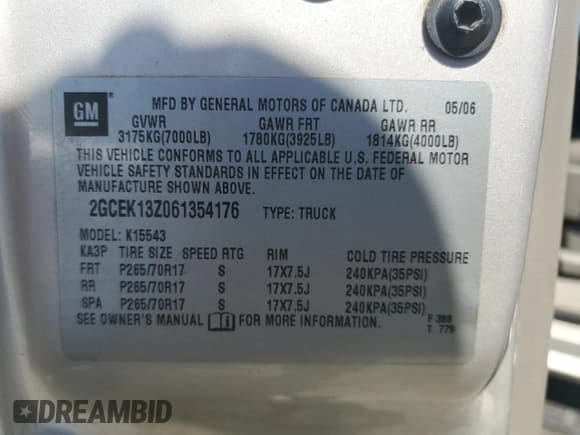 GM ®
MFD BY GENERAL MOTORS OF CANADA LTD. 05/06
GVWR GAWR FRT GAWR RR
3175KG(7000LB) 1780KG(3925LB) 1814KG(4000LB)
THIS VEHICLE CONFORMS TO ALL APPLICABLE U.S. FEDERAL MOTOR
VEHICLE SAFETY STANDARDS IN EFFECT ON THE DATE OF
MANUFACTURE SHOWN ABOVE.
2GCEK13Z061354176 TYPE: TRUCK
MODEL: K15543
KA3P TIRE SIZE SPEED RTG RIM COLD TIRE PRESSURE
FRT P265/70R17 S 17X7.5J 240KPA(35PSI)
RR P265/70R17 S 17X7.5J 240KPA(35PSI)
SPA P265/70R17 S 17X7.5J 240KPA(35PSI)
SEE OWNER'S MANUAL FOR MORE INFORMATION. F 398
T 779
DREAMBID